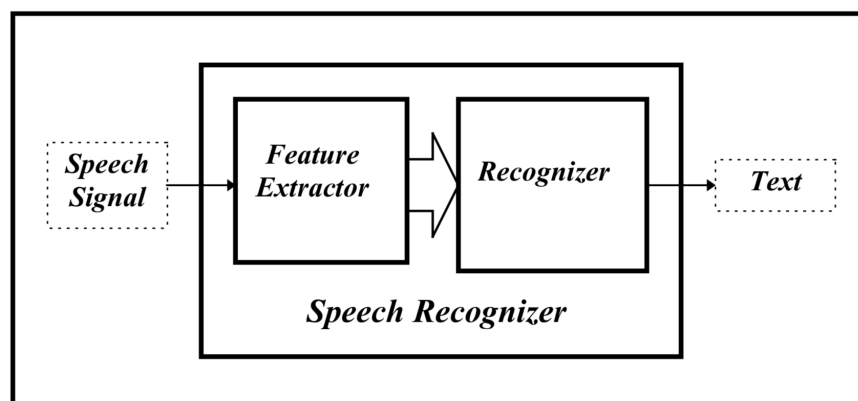 Speech
Signal
Feature
Extractor
Recognizer
Text
Speech Recognizer